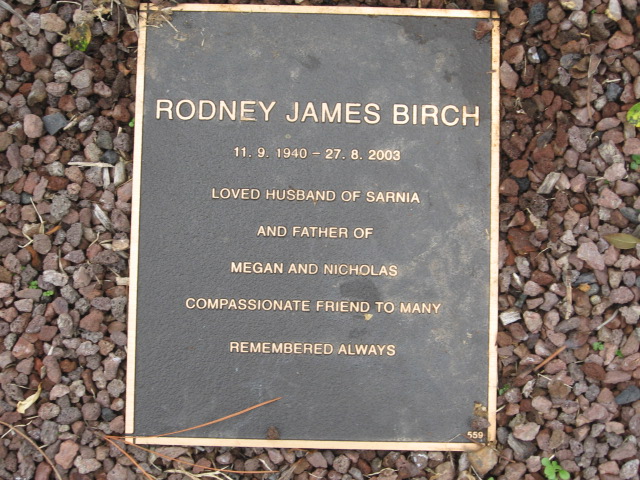 RODNEY JAMES BIRCH
11. 9. 1940 – 27. 8. 2003
LOVED HUSBAND OF SARNIA
AND FATHER OF
MEGAN AND NICHOLAS
COMPASSIONATE FRIEND TO MANY
REMEMBERED ALWAYS
559